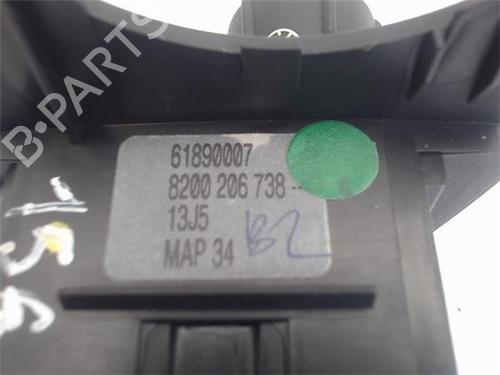 B-PARTS
61890007
8200 206 738 --
13J5
MAP 34 B2